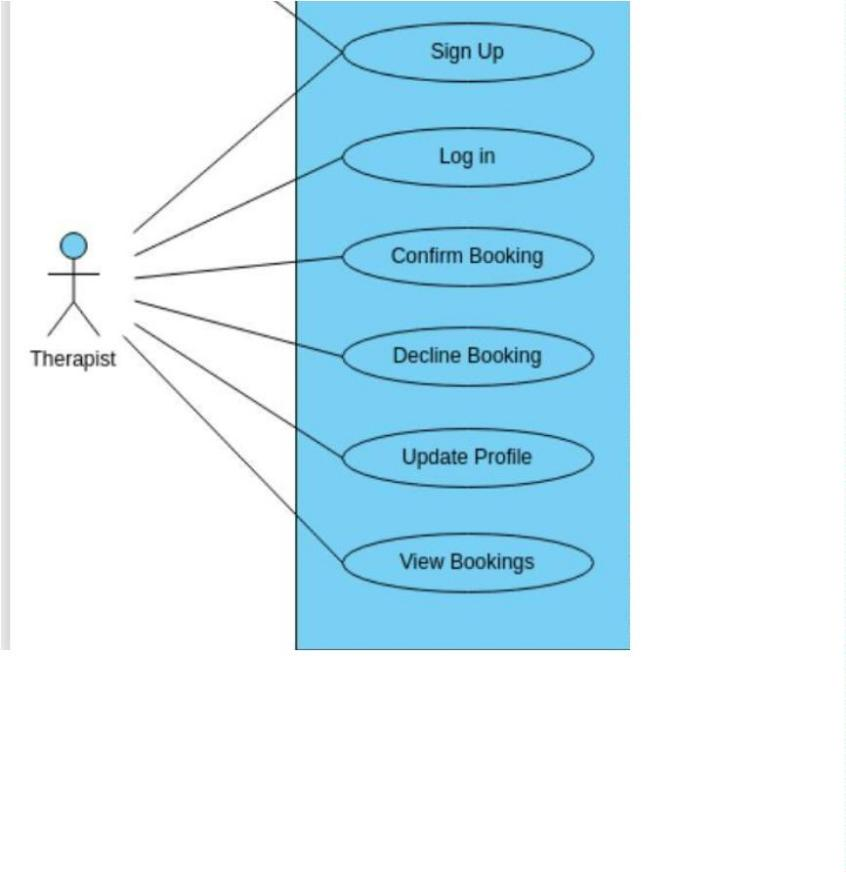 Sign Up
Log in
Confirm Booking
Decline Booking
Therapist
Update Profile
View Bookings